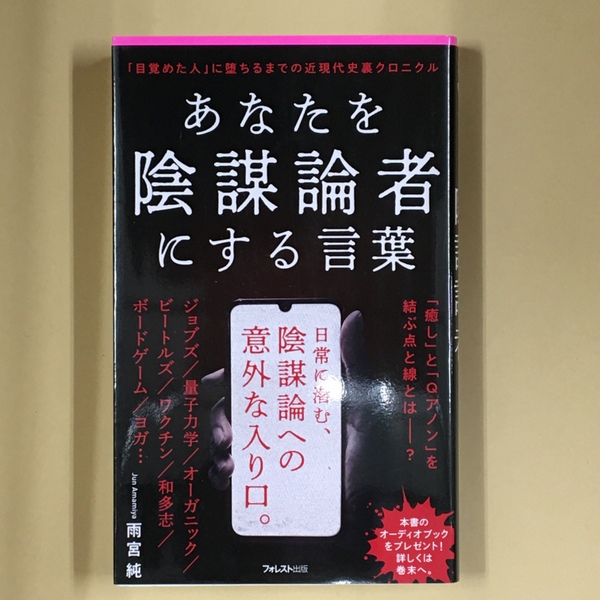 「目覚めた人」に堕ちるまでの近現代史裏クロニクル
あなたを
陰謀論者
にする言葉
「癒し」と「Qアノン」を
結ぶ点と線とは──?
日常に潜む、
陰謀論への
意外な入り口。
ジョブズ/量子力学/オーガニック/
ビートルズ/ワクチン/和多志/
ボードゲーム/ヨガ…
Jun Amamiya
雨宮純
本書の
オーディオブック
をプレゼント!
詳しくは
巻末へ。
フォレスト出版